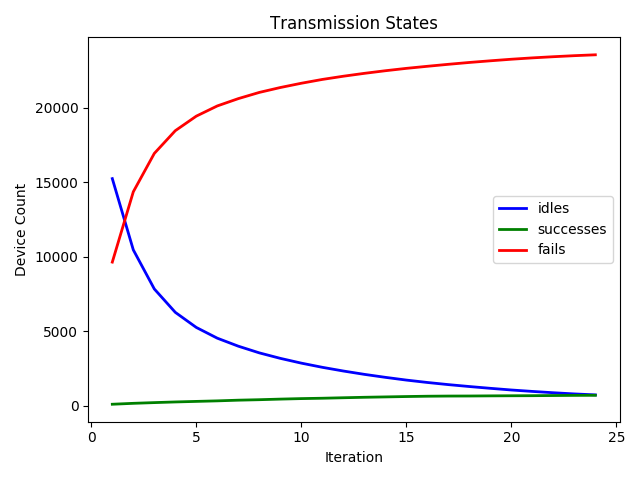 Transmission States
Device Count
20000
15000
10000
5000
0
idles
successes
fails
0 5 10 15 20 25
Iteration